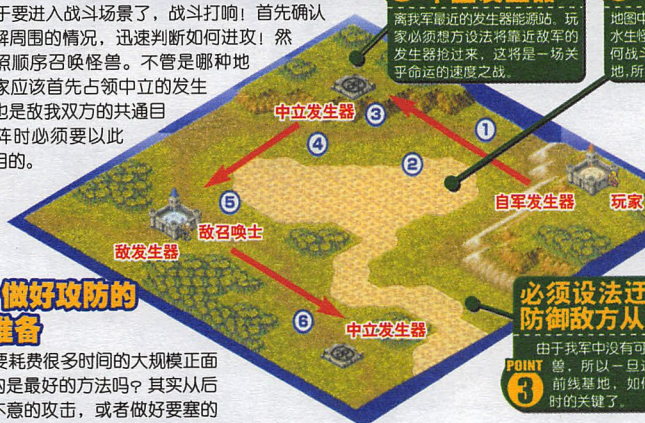 于要进入战斗场景了，战斗打响！首先确认
解周围的情况，迅速判断如何进攻！然
照顺序召唤怪兽。不管是哪种地
家应该首先占领中立的发生
也是敌我双方的共通目
阵时必须要以此
目的。
离我军最近的发生器能源站。玩
家必须想方设法将靠近敌军的
发生器抢过来，这将是一场关
乎命运的速度之战。
地图中
水生怪
何战斗
地，所
中立发生器
③
①
④
②
⑤
自军发生器
玩家
敌召唤士
敌发生器
⑥
中立发生器
做好攻防的
准备
要耗费很多时间的大规模正面
的是最好的方法吗？其实从后
不意的攻击，或者做好要塞的
必须设法迂
防御敌方从
由于我军中没有可
POINT 3
兽，所以一旦
前线基地，如何
时的关键了。